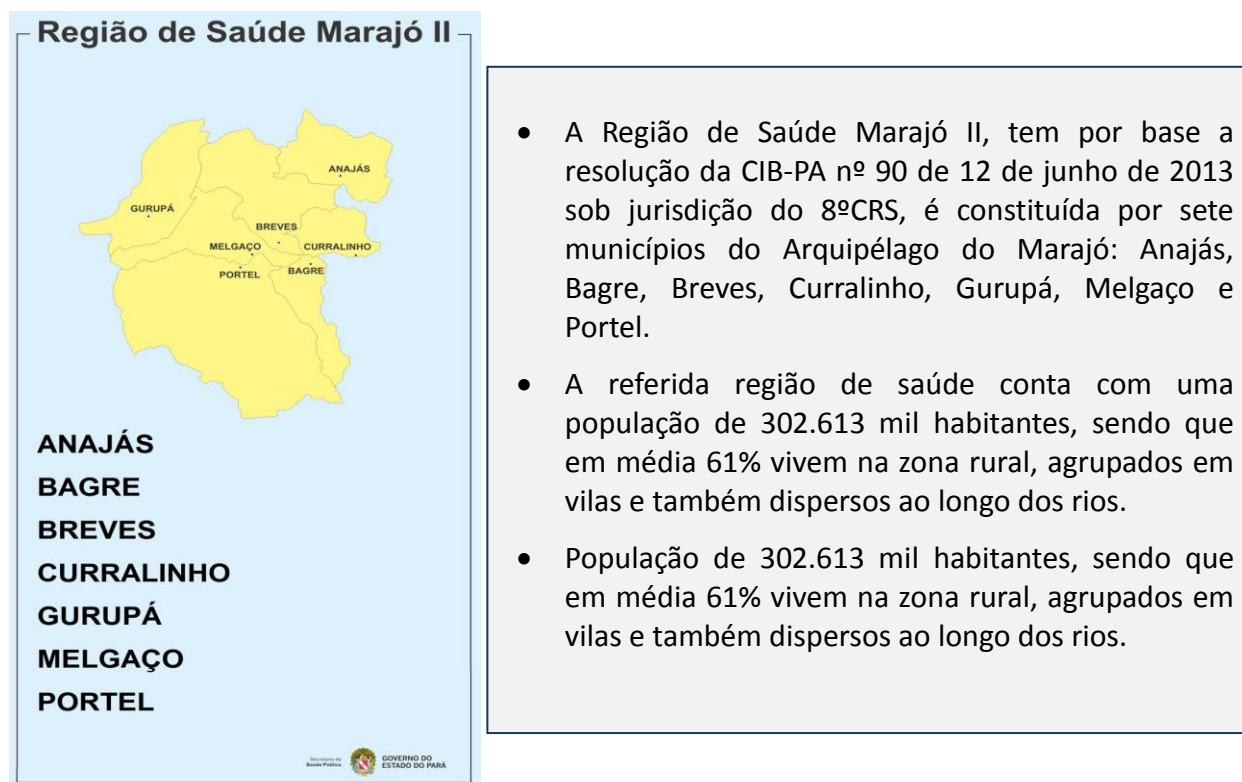 Região de Saúde Marajó II
ANAJÁS
GURUPÁ
BREVES
MELGAÇO
CURRALINHO
PORTEL
BAGRE
ANAJÁS
BAGRE
BREVES
CURRALINHO
GURUPÁ
MELGAÇO
PORTEL
Secretaria de
Saúde Pública
GOVERNO DO
ESTADO DO PARÁ
• A Região de Saúde Marajó II, tem por base a
resolução da CIB-PA nº 90 de 12 de junho de 2013
sob jurisdição do 8ºCRS, é constituída por sete
municípios do Arquipélago do Marajó: Anajás,
Bagre, Breves, Curralinho, Gurupá, Melgaço e
Portel.
• A referida região de saúde conta com uma
população de 302.613 mil habitantes, sendo que
em média 61% vivem na zona rural, agrupados em
vilas e também dispersos ao longo dos rios.
• População de 302.613 mil habitantes, sendo que
em média 61% vivem na zona rural, agrupados em
vilas e também dispersos ao longo dos rios.